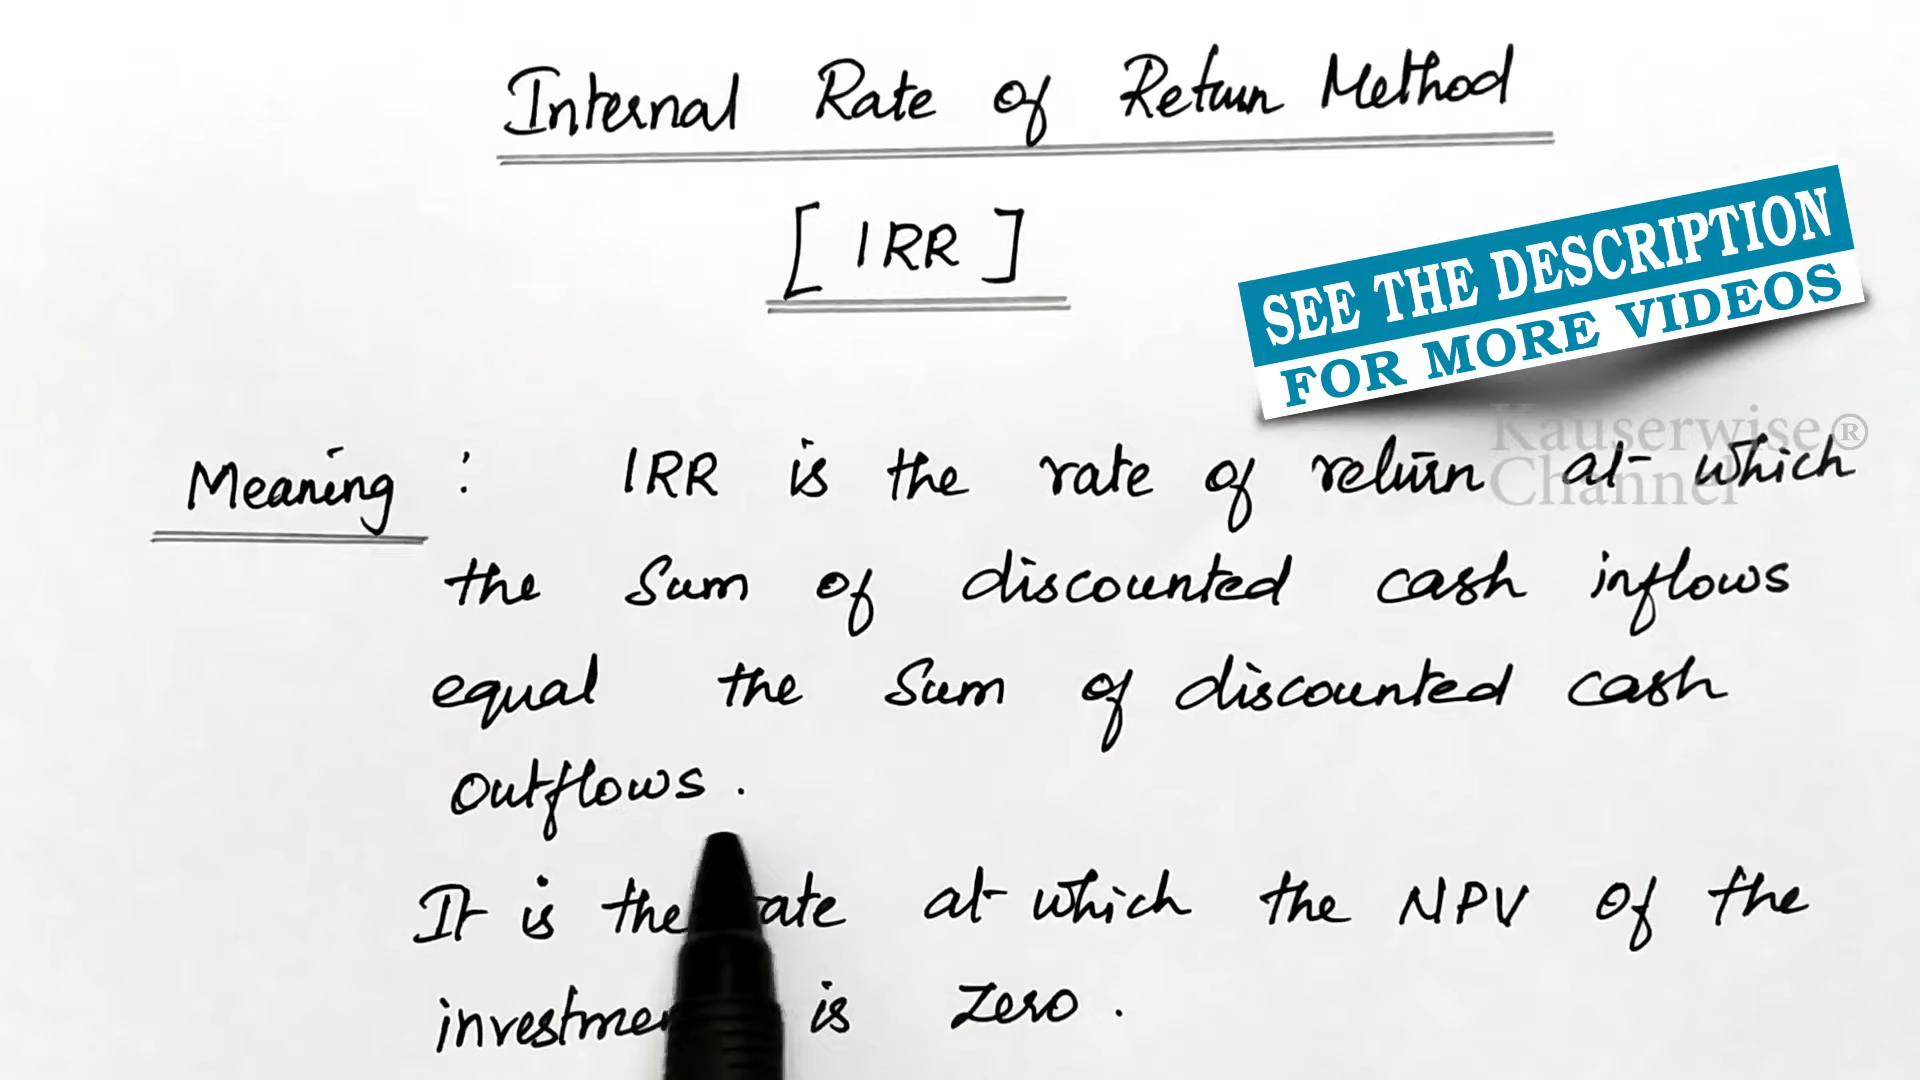 Internal Rate of Return Method
[ IRR ]
SEE THE DESCRIPTION
FOR MORE VIDEOS
Kauserwise®
Channel
Meaning : IRR is the rate of return at which
the Sum of discounted cash inflows
equal the Sum of discounted cash
Outflows.
It is the at which the NPV of the
is Zero.